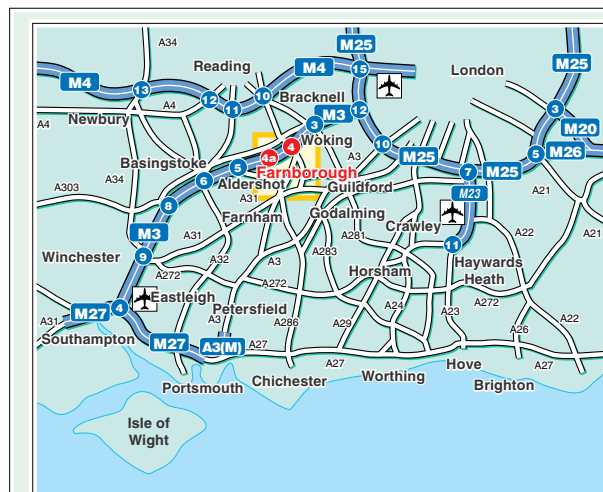 A34
M25
M25
Reading
M4
15
London
M4
13
12
11
10
Bracknell
A4
A4
Newbury
12
3
M3
3
M20
4
Woking
10
A3
M25
5
M26
Basingstoke
4a
7
M25
5
Farnborough
A34
6
Aldershot
Guildford
M23
A303
A31
A21
8
Farnham
Godalming
Crawley
A22
A21
M3
A31
A281
A283
11
Winchester
9
A32
A3
Haywards
Heath
A272
A272
Horsham
Eastleigh
A24
A272
M27
4
Petersfield
A23
A22
A31
A3
A286
A29
A26
Southampton
M27
A3(M)
A27
A27
Hove
A27
Portsmouth
Chichester
Worthing
Brighton
Isle of
Wight